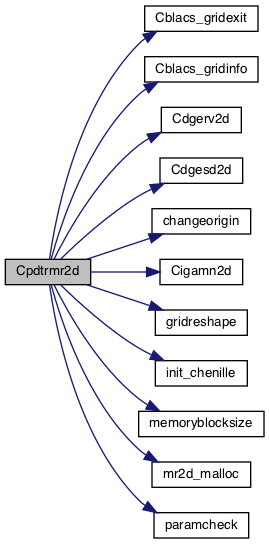 Cblacs_gridexit
Cblacs_gridinfo
Cdgerv2d
Cdgesd2d
changeorigin
Cpdtrmr2d
Cigamn2d
gridreshape
init_chenille
memoryblocksize
mr2d_malloc
paramcheck